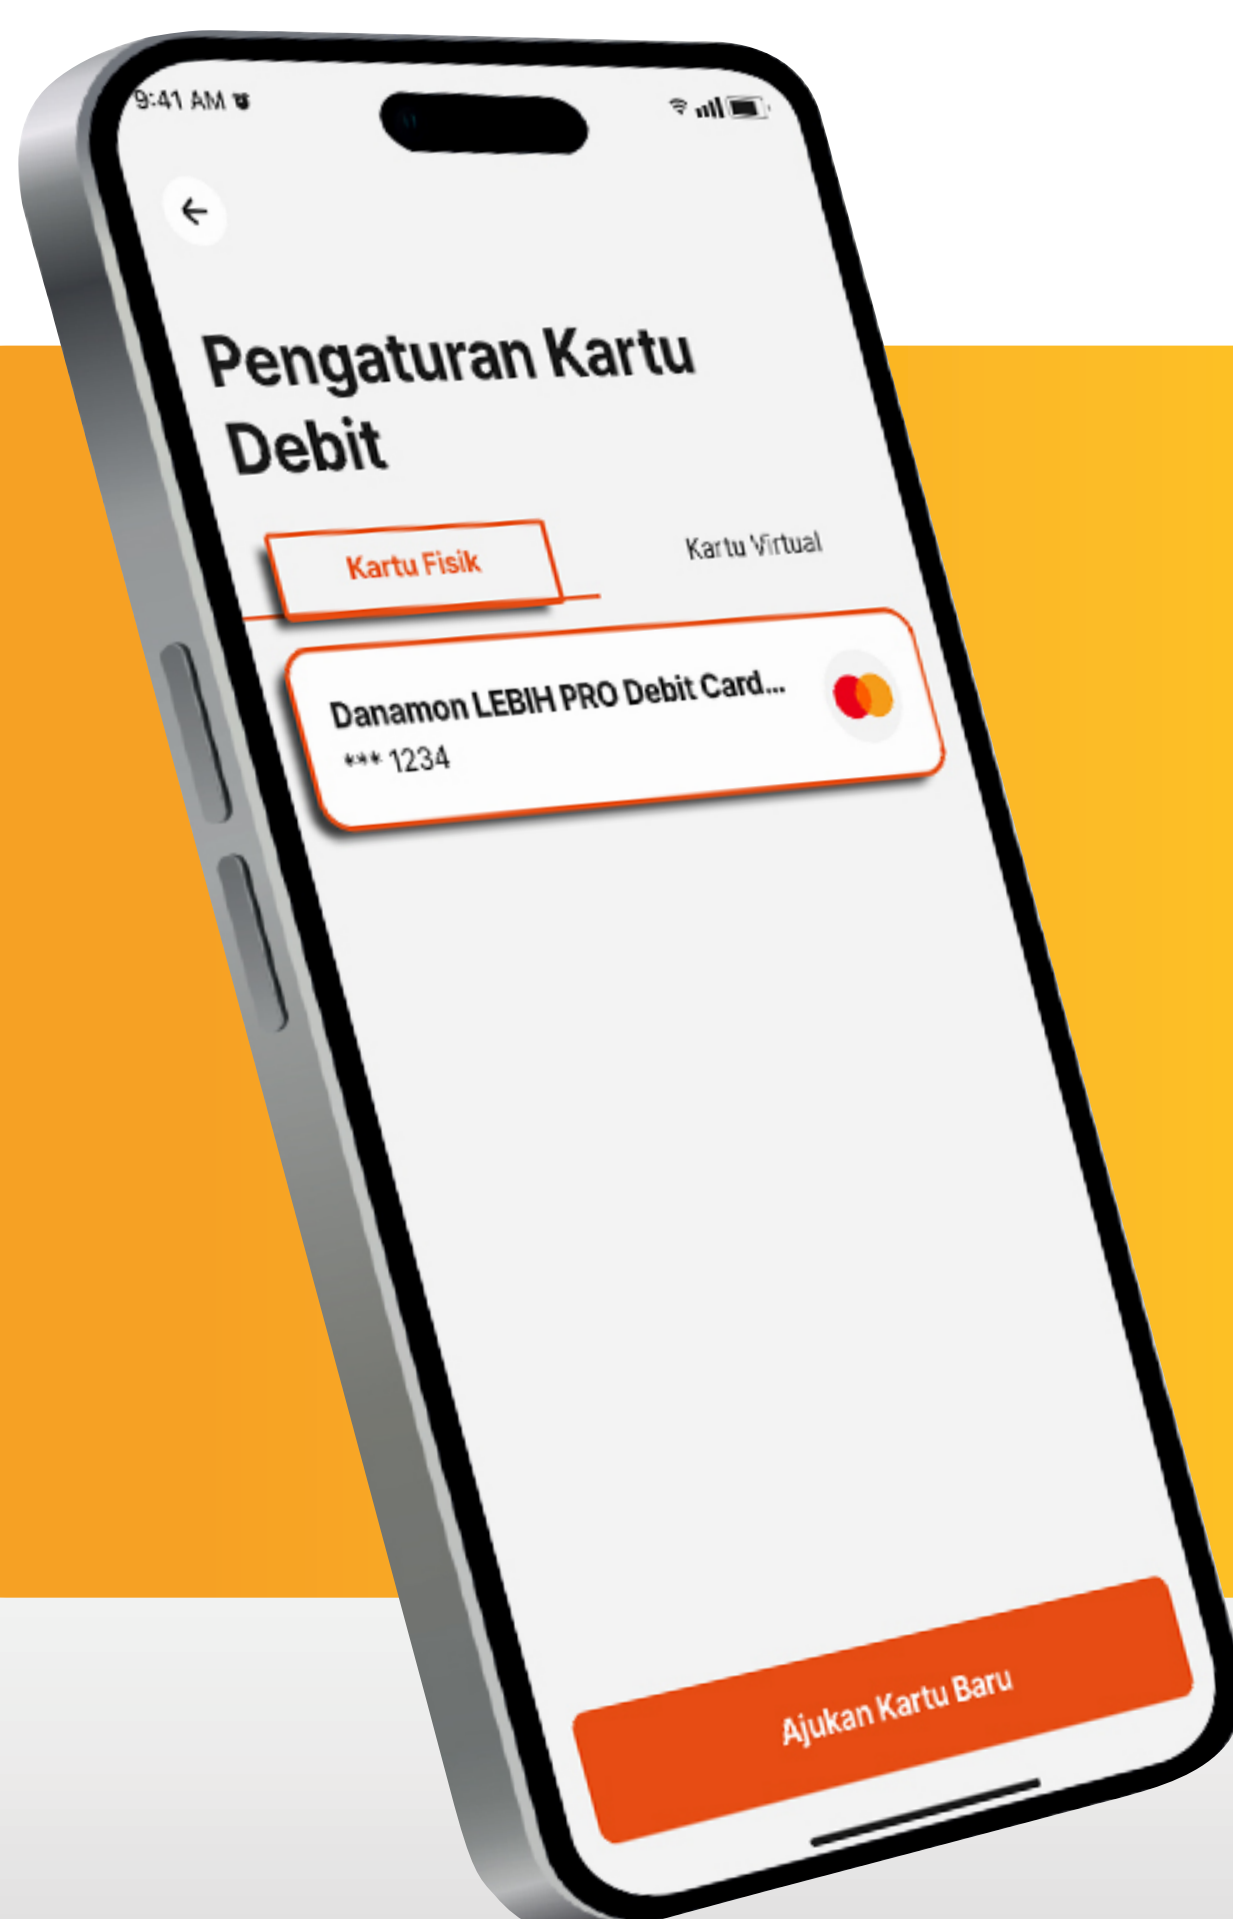 9:41 AM
Pengaturan Kartu
Debit
Kartu Fisik
Kartu Virtual
Danamon LEBIH PRO Debit Card...
*** 1234
Ajukan Kartu Baru